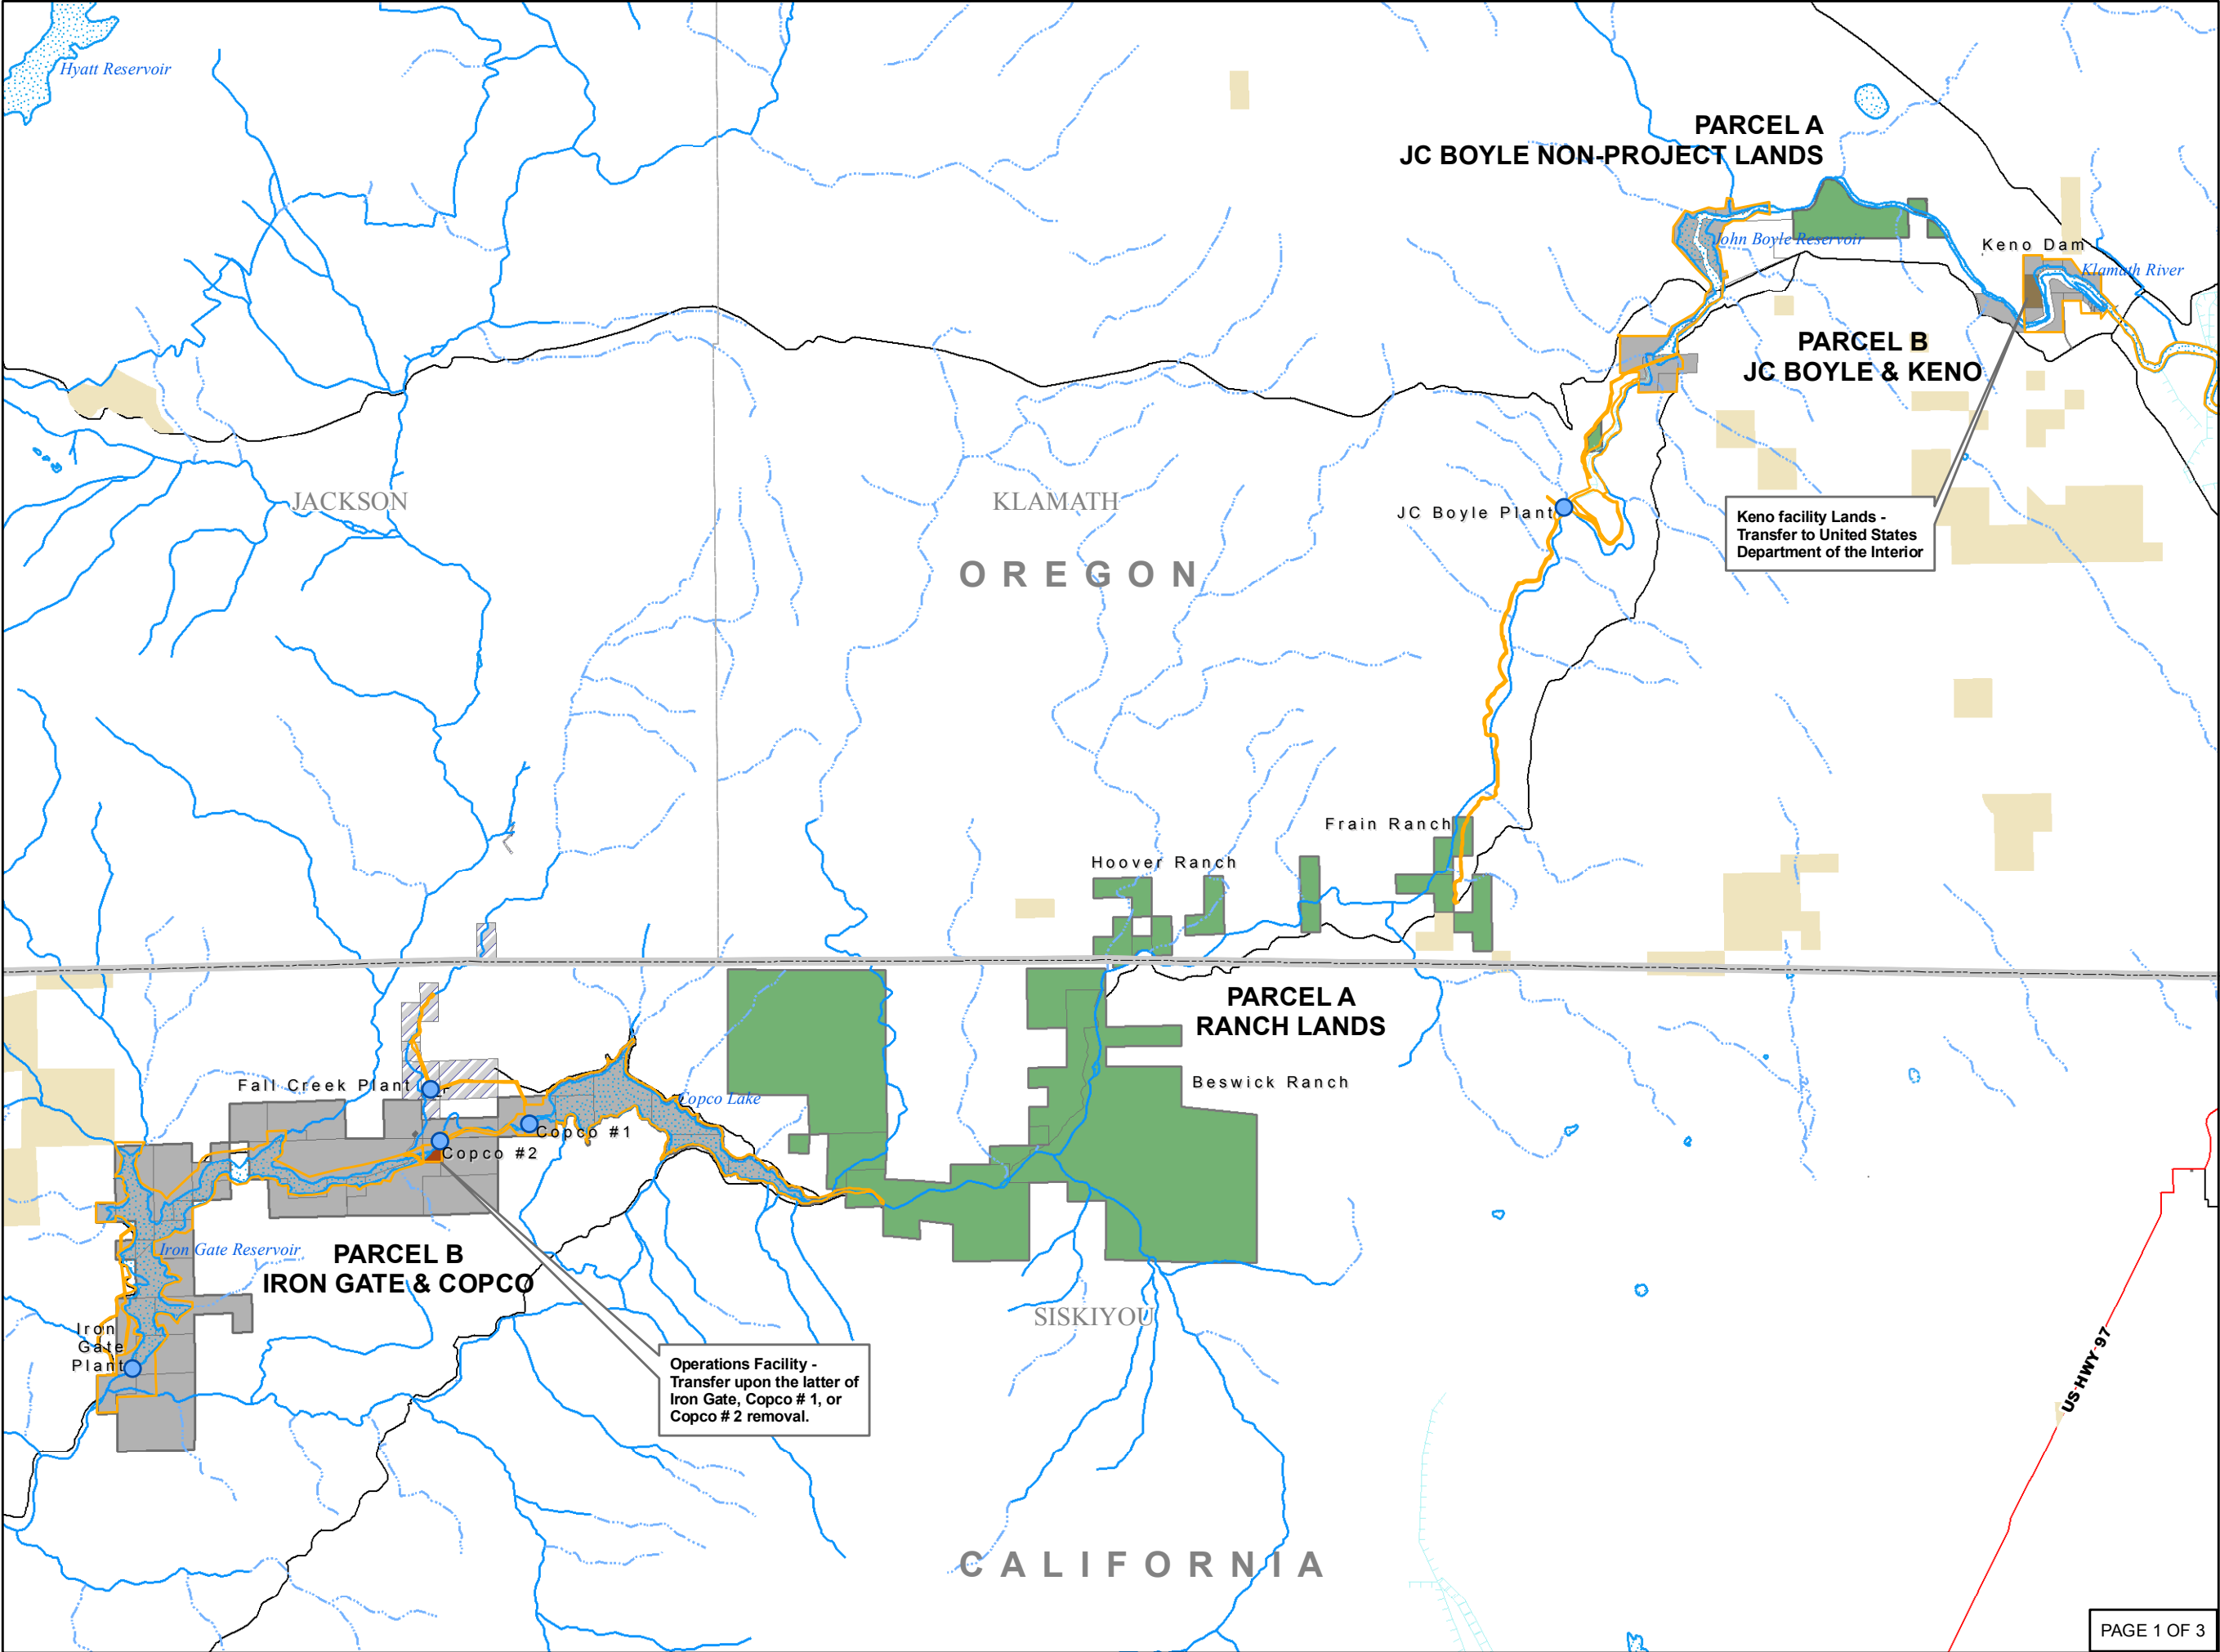 Hyatt Reservoir
PARCEL A
JC BOYLE NON-PROJECT LANDS
John Boyle Reservoir
Keno Dam
Klamath River
PARCEL B
JC BOYLE & KENO
JACKSON
KLAMATH
JC Boyle Plant
Keno facility Lands -
Transfer to United States
Department of the Interior
OREGON
Frain Ranch
Hoover Ranch
PARCEL A
RANCH LANDS
Beswick Ranch
Fall Creek Plant
Copco Lake
Copco #1
Copco #2
Iron Gate Reservoir
PARCEL B
IRON GATE & COPCO
SISKIYOU
Iron
Gate
Plant
Operations Facility -
Transfer upon the latter of
Iron Gate, Copco # 1, or
Copco # 2 removal.
US HWY 97
CALIFORNIA
PAGE 1 OF 3